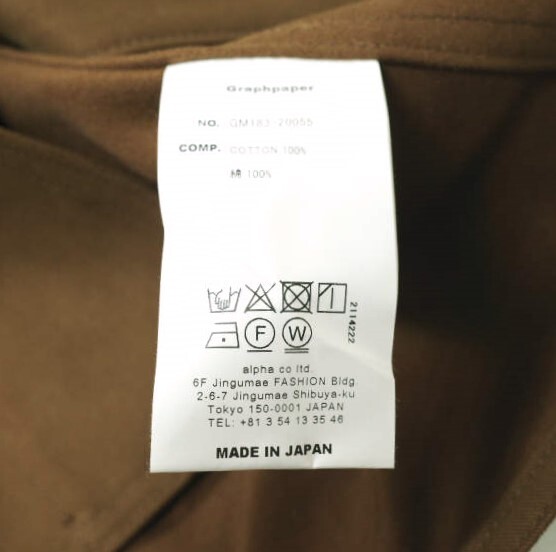 Graphpaper
NO. GM183-20055
COMP. COTTON 100%
綿 100%
2114222
F W
alpha co ltd.
6F Jingumae FASHION Bldg.
2-6-7 Jingumae Shibuya-ku
Tokyo 150-0001 JAPAN
TEL: +81 3 54 13 35 46
MADE IN JAPAN